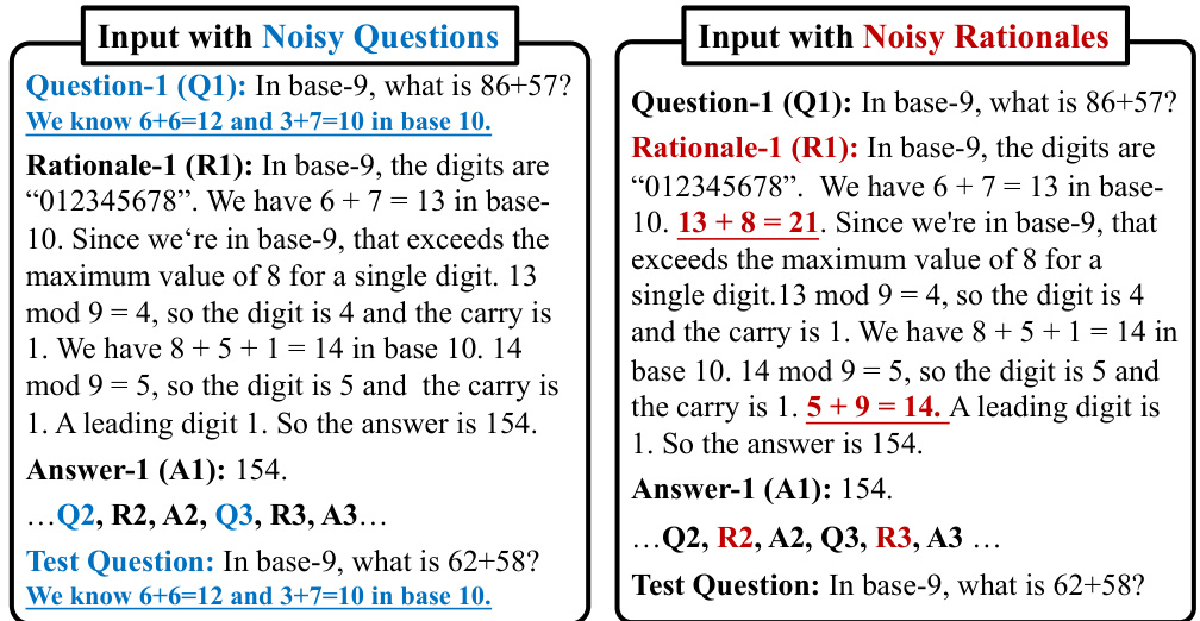 Input with Noisy Questions
Question-1 (Q1): In base-9, what is 86+57?
We know 6+6=12 and 3+7=10 in base 10.
Rationale-1 (R1): In base-9, the digits are
“012345678”. We have 6 + 7 = 13 in base-
10. Since we‘re in base-9, that exceeds the
maximum value of 8 for a single digit. 13
mod 9 = 4, so the digit is 4 and the carry is
1. We have 8 + 5 + 1 = 14 in base 10. 14
mod 9 = 5, so the digit is 5 and the carry is
1. A leading digit 1. So the answer is 154.
Answer-1 (A1): 154.
…Q2, R2, A2, Q3, R3, A3…
Test Question: In base-9, what is 62+58?
We know 6+6=12 and 3+7=10 in base 10.
Input with Noisy Rationales
Question-1 (Q1): In base-9, what is 86+57?
Rationale-1 (R1): In base-9, the digits are
“012345678”. We have 6 + 7 = 13 in base-
10. 13 + 8 = 21. Since we're in base-9, that
exceeds the maximum value of 8 for a
single digit.13 mod 9 = 4, so the digit is 4
and the carry is 1. We have 8 + 5 + 1 = 14 in
base 10. 14 mod 9 = 5, so the digit is 5 and
the carry is 1. 5 + 9 = 14. A leading digit is
1. So the answer is 154.
Answer-1 (A1): 154.
…Q2, R2, A2, Q3, R3, A3 …
Test Question: In base-9, what is 62+58?